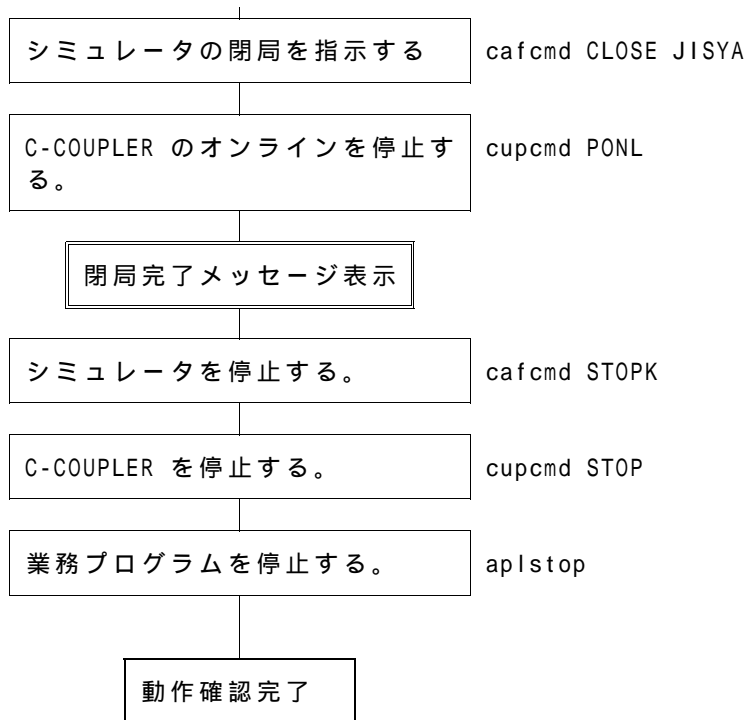 シミュレータの閉局を指示する cafcmd CLOSE JISYA
C-COUPLER のオンラインを停止す cupcmd PONL
る。
閉局完了メッセージ表示
シミュレータを停止する。 cafcmd STOPK
C-COUPLER を停止する。 cupcmd STOP
業務プログラムを停止する。 aplstop
動作確認完了